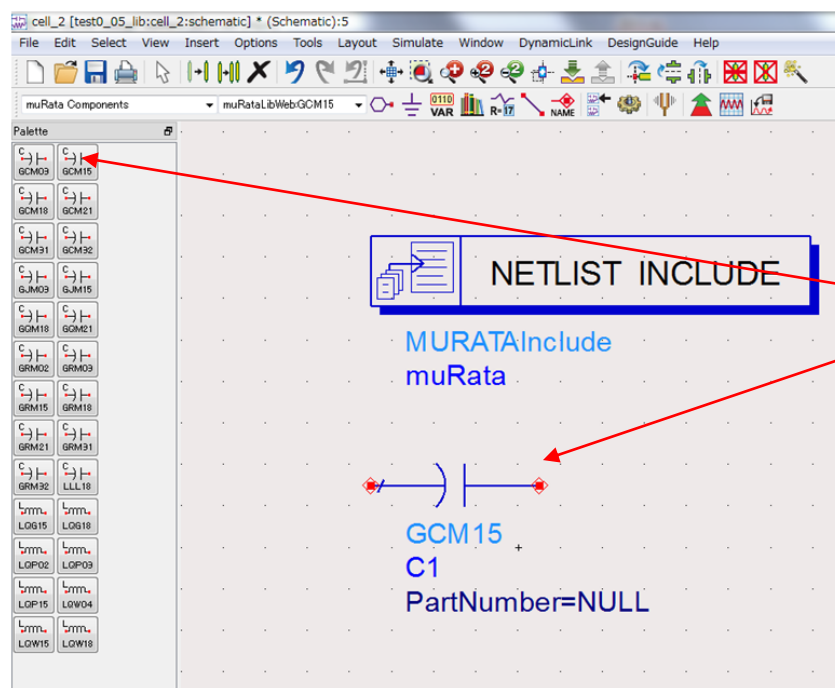 cell_2 [test0_05_lib:cell_2:schematic] * (Schematic):5
File Edit Select View Insert Options Tools Layout Simulate Window DynamicLink DesignGuide Help
muRata Components muRataLibWeb:GCM15 VAR R=17 NAME
0110
Palette
C C
GCM03 GCM15
C C
GCM18 GCM21
C C
GCM31 GCM32
C C
GJM03 GJM15
C C
GQM18 GQM21
C C
GRM02 GRM03
C C
GRM15 GRM18
C C
GRM21 GRM31
C C
GRM32 LLL18
L L
LQG15 LQG18
L L
LQP02 LQP03
L L
LQP15 LQW04
L L
LQW15 LQW18
NETLIST INCLUDE
MURATAInclude
muRata
GCM15
C1
PartNumber=NULL